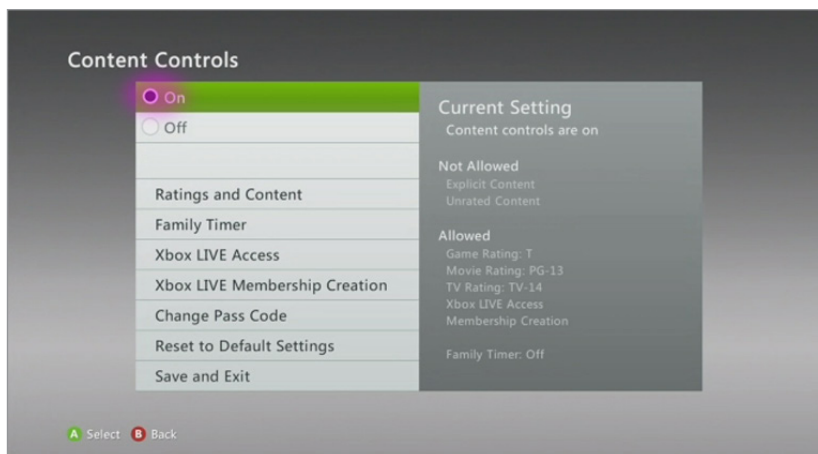 Content Controls
On
Off
Ratings and Content
Family Timer
Xbox LIVE Access
Xbox LIVE Membership Creation
Change Pass Code
Reset to Default Settings
Save and Exit
Current Setting
Content controls are on
Not Allowed
Explicit Content
Unrated Content
Allowed
Game Rating: T
Movie Rating: PG-13
TV Rating: TV-14
Xbox LIVE Access
Membership Creation
Family Timer: Off
A Select B Back